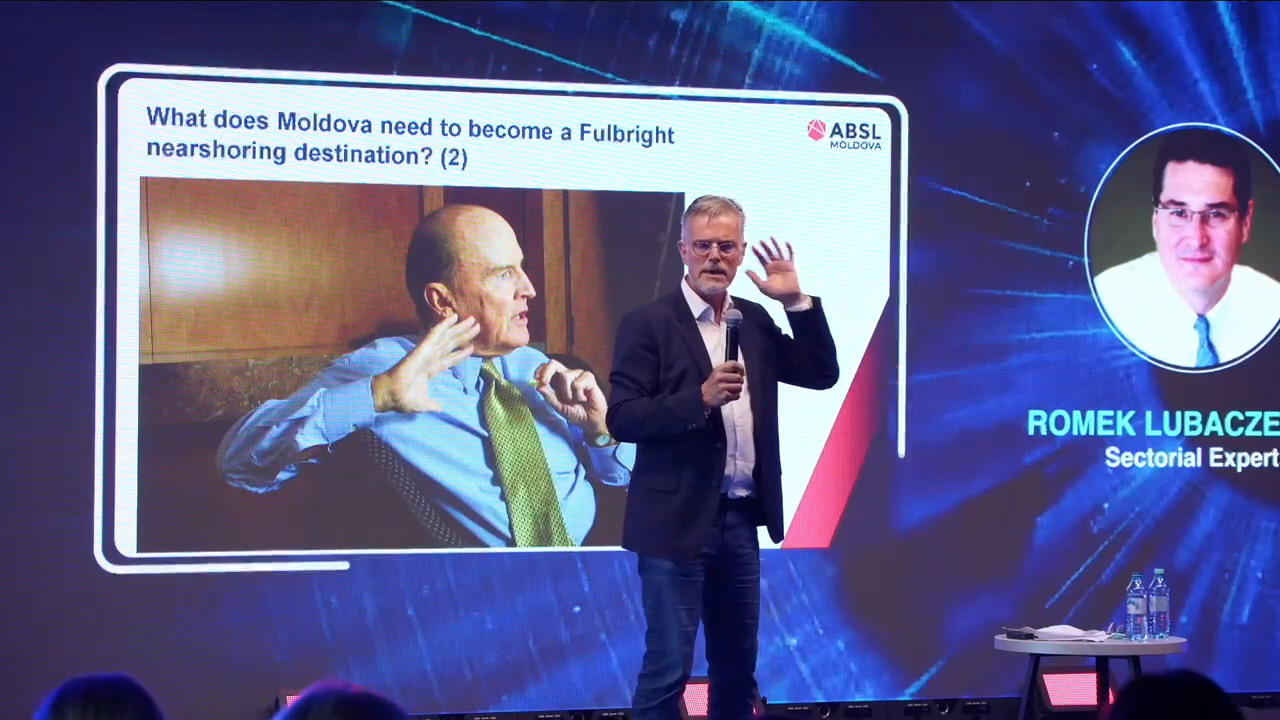 What does Moldova need to become a Fulbright
nearshoring destination? (2)
ABSL
MOLDOVA
ROMEK LUBACZE
Sectorial Expert